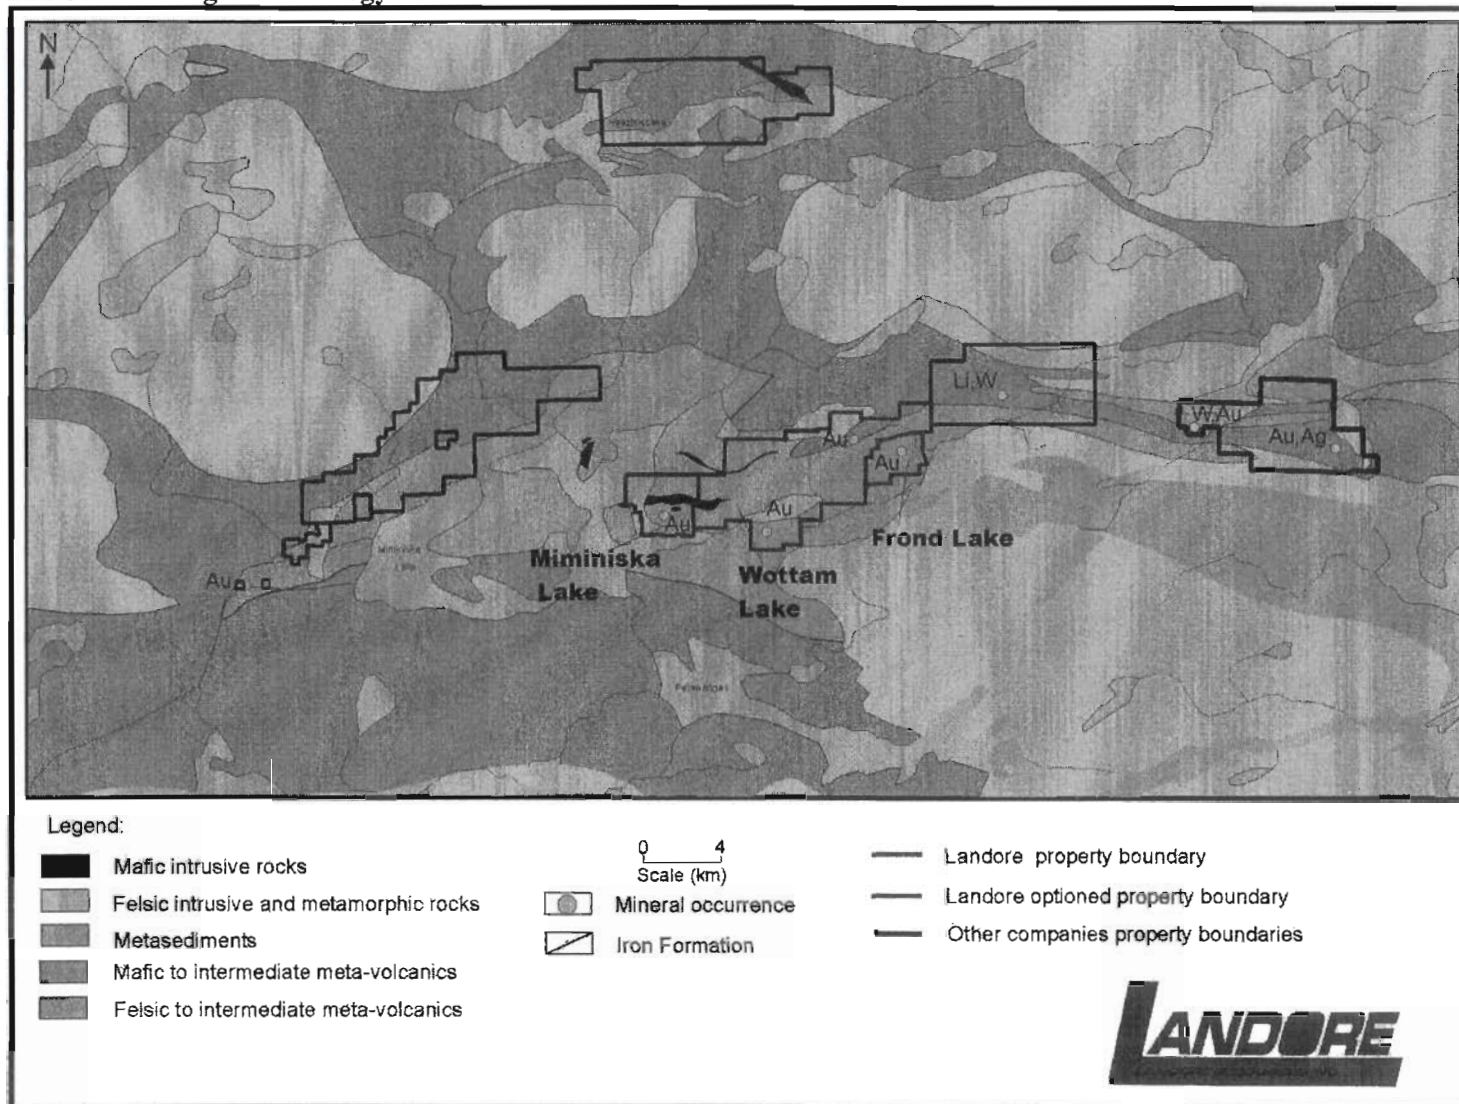 N
Li,W
W,Au
Au,Ag
Au
Au
Au
Au
Au
Miminiska
Lake
Wottam
Lake
Frond Lake
Legend:
Mafic intrusive rocks
Felsic intrusive and metamorphic rocks
Metasediments
Mafic to intermediate meta-volcanics
Felsic to intermediate meta-volcanics
0 4
Scale (km)
Mineral occurrence
Iron Formation
Landore property boundary
Landore optioned property boundary
Other companies property boundaries
LANDORE